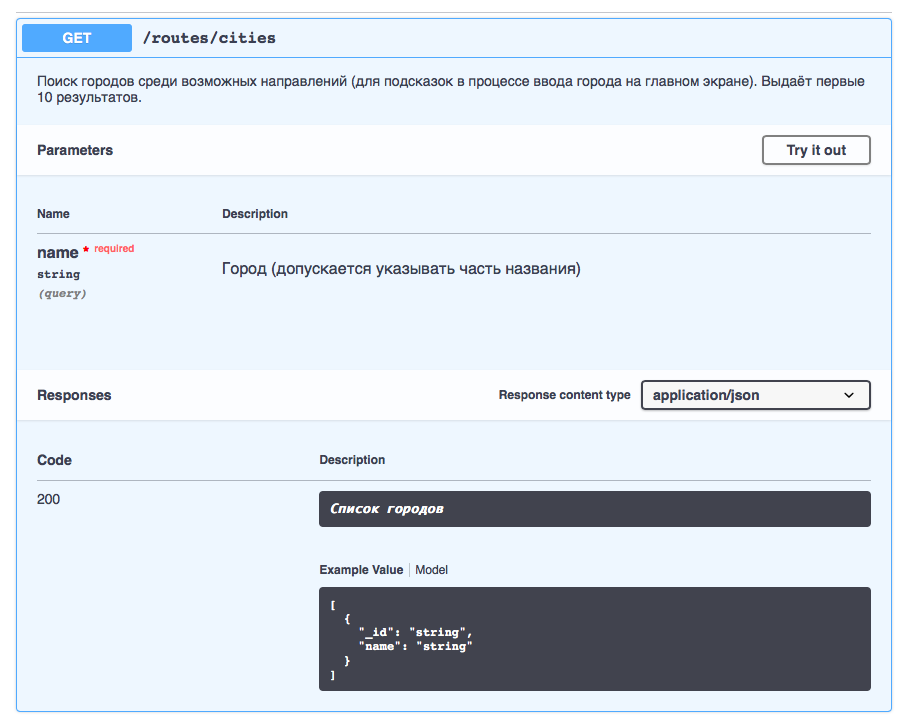 GET /routes/cities
Поиск городов среди возможных направлений (для подсказок в процессе ввода города на главном экране). Выдаёт первые
10 результатов.
Parameters Try it out
Name Description
name * required
string
(query)
Город (допускается указывать часть названия)
Responses Response content type application/json
Code Description
200
Список городов
Example Value Model
[
  {
    "_id": "string",
    "name": "string"
  }
]